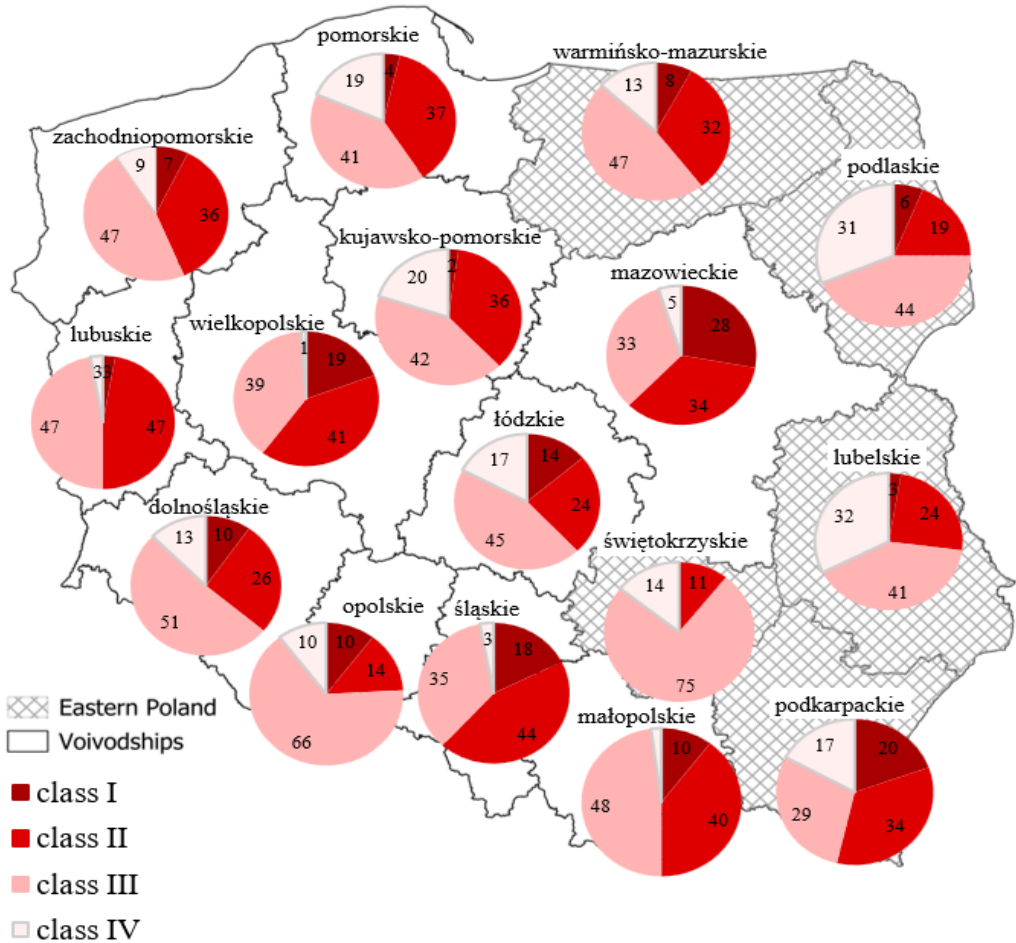 pomorskie
4
37
41
19
warmińsko-mazurskie
8
32
47
13
zachodniopomorskie
7
36
47
9
podlaskie
6
19
44
31
kujawsko-pomorskie
2
36
42
20
mazowieckie
28
34
33
5
lubuskie
3
47
47
3
wielkopolskie
19
41
39
1
łódzkie
14
24
45
17
lubelskie
3
24
41
32
dolnośląskie
10
26
51
13
świętokrzyskie
11
75
14
opolskie
10
14
66
10
śląskie
18
44
35
3
małopolskie
10
40
48
podkarpackie
20
34
29
17
Eastern Poland
Voivodships
class I
class II
class III
class IV